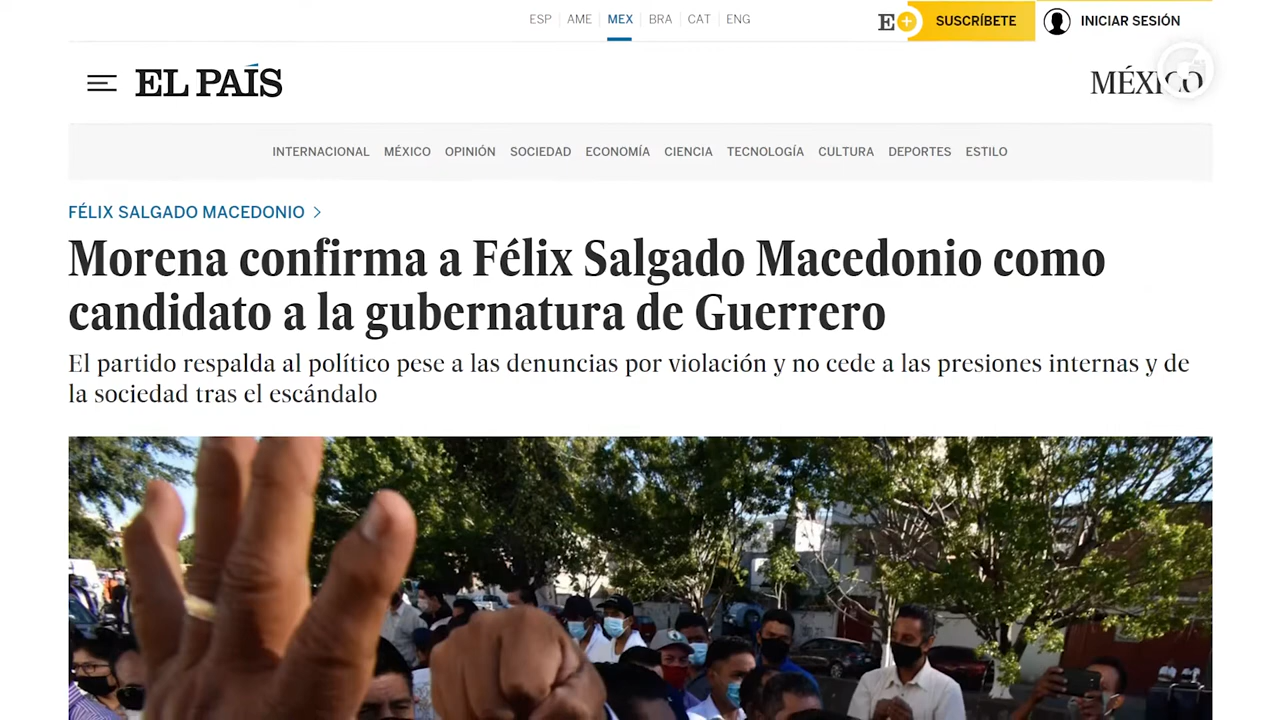 ESP AME MEX BRA CAT ENG
E+ SUSCRÍBETE INICIAR SESIÓN
EL PAÍS
MÉXICO
INTERNACIONAL MÉXICO OPINIÓN SOCIEDAD ECONOMÍA CIENCIA TECNOLOGÍA CULTURA DEPORTES ESTILO
FÉLIX SALGADO MACEDONIO
Morena confirma a Félix Salgado Macedonio como
candidato a la gubernatura de Guerrero
El partido respalda al político pese a las denuncias por violación y no cede a las presiones internas y de
la sociedad tras el escándalo